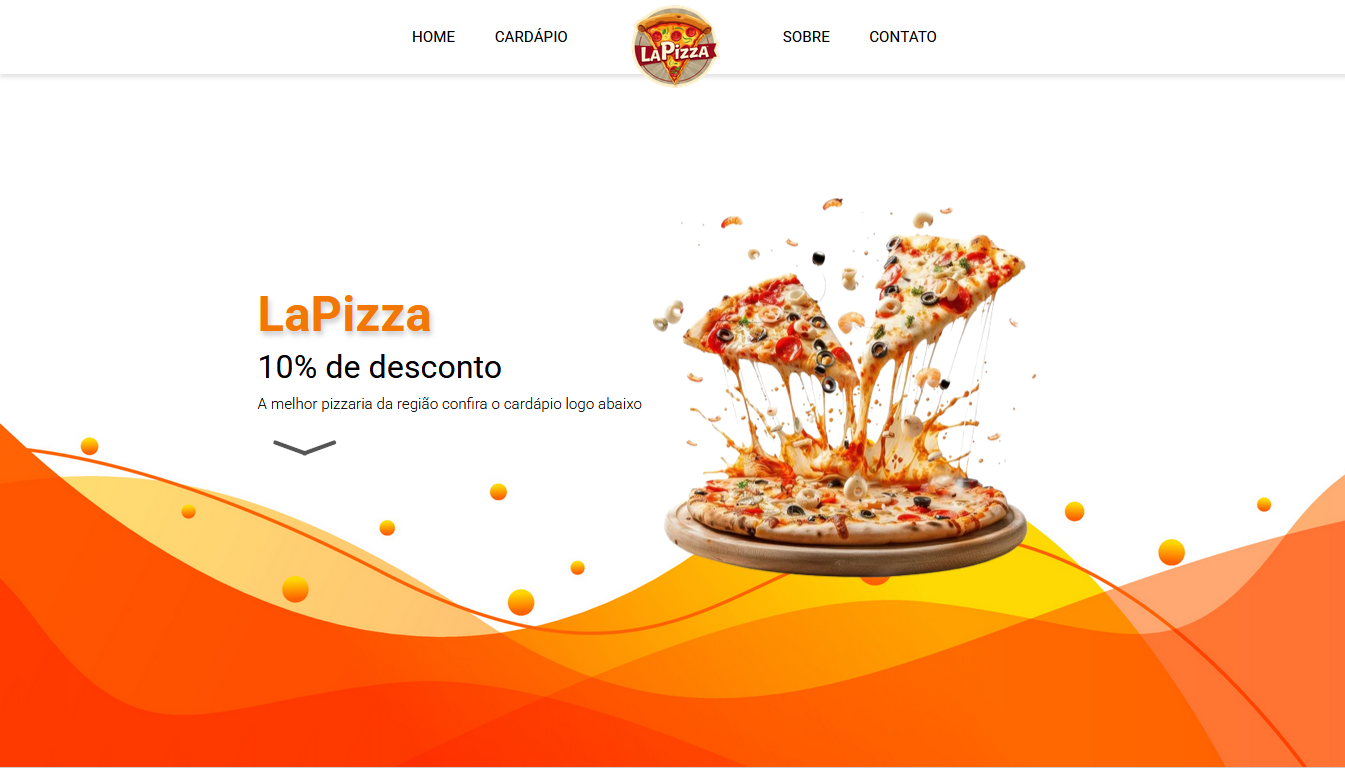 HOME CARDÁPIO LAPIZZA SOBRE CONTATO
LaPizza
10% de desconto
A melhor pizzaria da região confira o cardápio logo abaixo